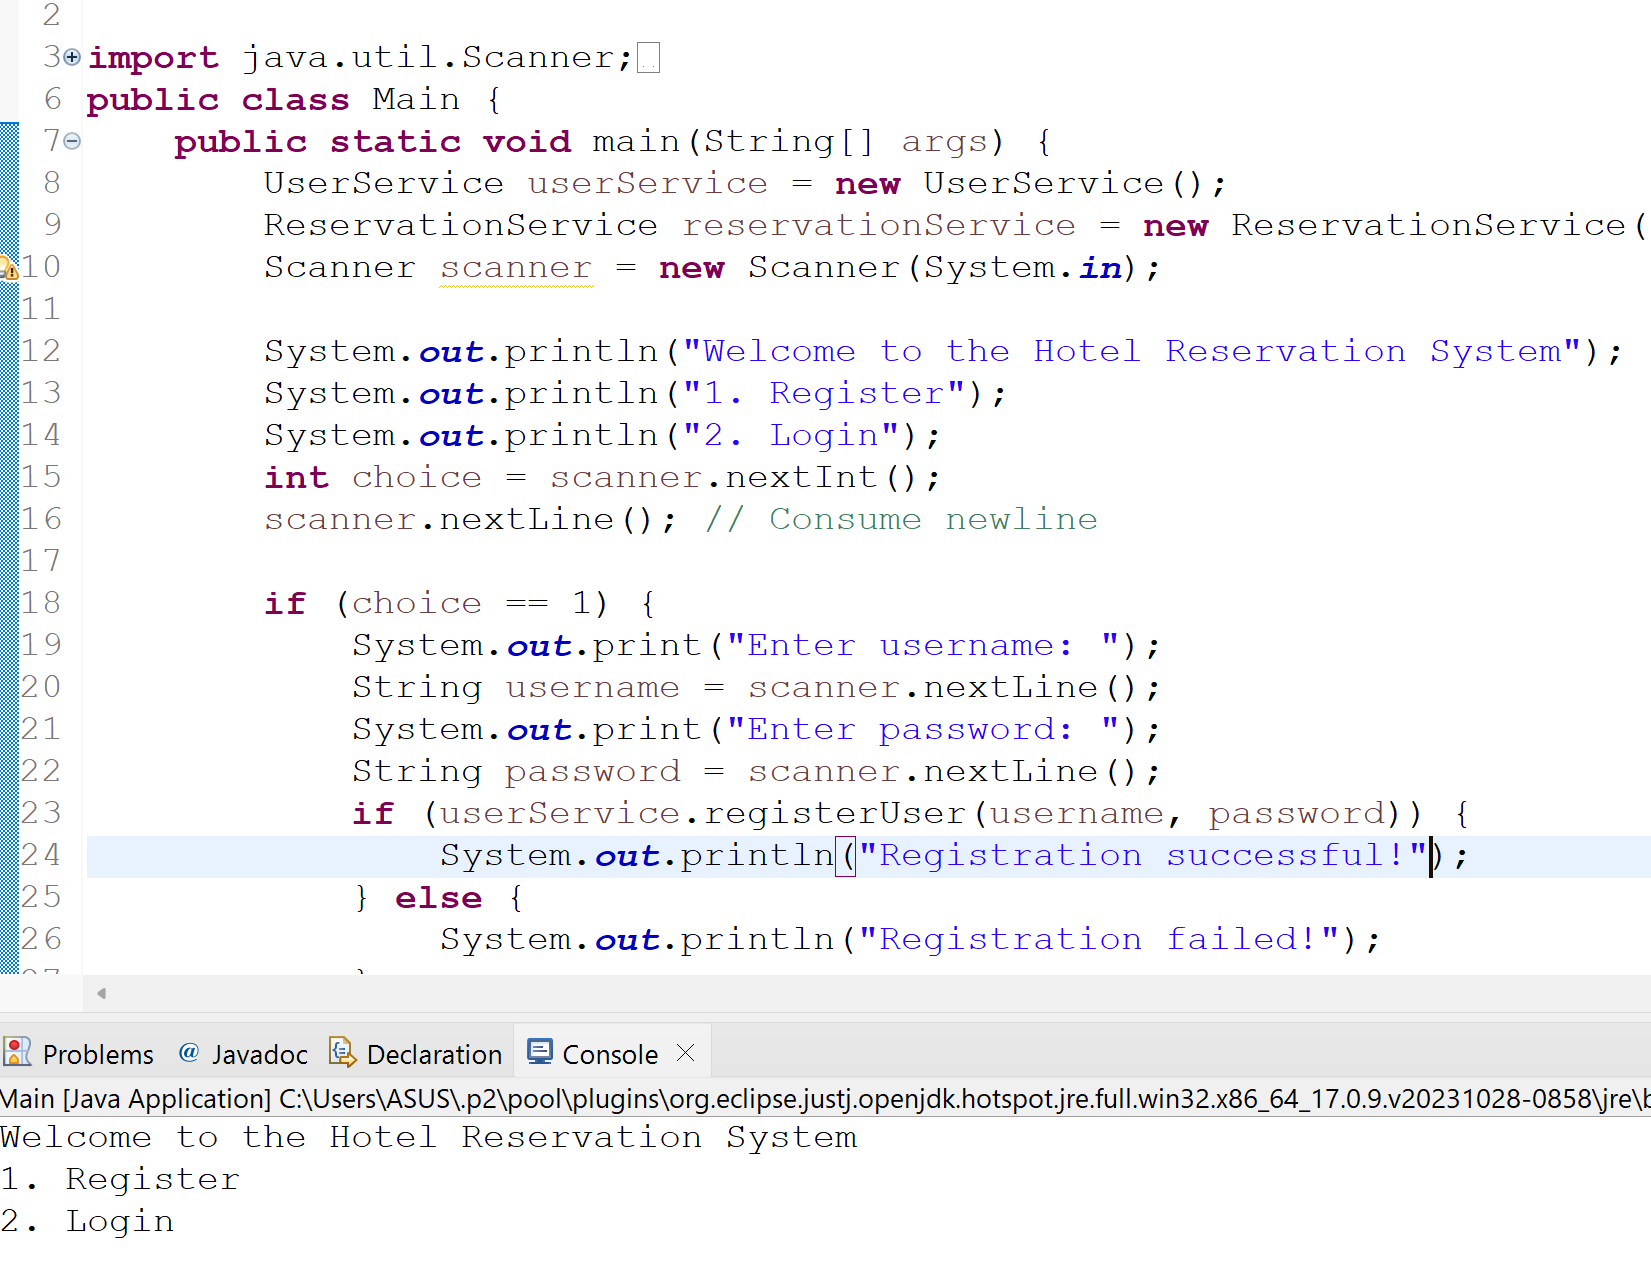 2
3 import java.util.Scanner;
6 public class Main {
7 public static void main(String[] args) {
8 UserService userService = new UserService();
9 ReservationService reservationService = new ReservationService(
10 Scanner scanner = new Scanner(System.in);
11
12 System.out.println("Welcome to the Hotel Reservation System");
13 System.out.println("1. Register");
14 System.out.println("2. Login");
15 int choice = scanner.nextInt();
16 scanner.nextLine(); // Consume newline
17
18 if (choice == 1) {
19 System.out.print("Enter username: ");
20 String username = scanner.nextLine();
21 System.out.print("Enter password: ");
22 String password = scanner.nextLine();
23 if (userService.registerUser(username, password)) {
24 System.out.println("Registration successful!");
25 } else {
26 System.out.println("Registration failed!");
Problems Javadoc Declaration Console
Main [Java Application] C:\Users\ASUS\.p2\pool\plugins\org.eclipse.justj.openjdk.hotspot.jre.full.win32.x86_64_17.0.9.v20231028-0858\jre\b
Welcome to the Hotel Reservation System
1. Register
2. Login